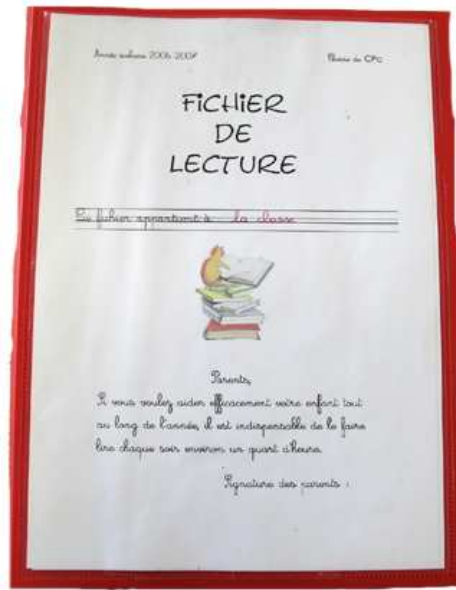 Année scolaire 2006-2007 Classe de CPC
FiCHiER
DE
LECTURE
Ce fichier appartient à la classe
Parents,
Si vous voulez aider efficacement votre enfant tout
au long de l'année, il est indispensable de le faire
lire chaque soir environ un quart d'heure.
Signature des parents :